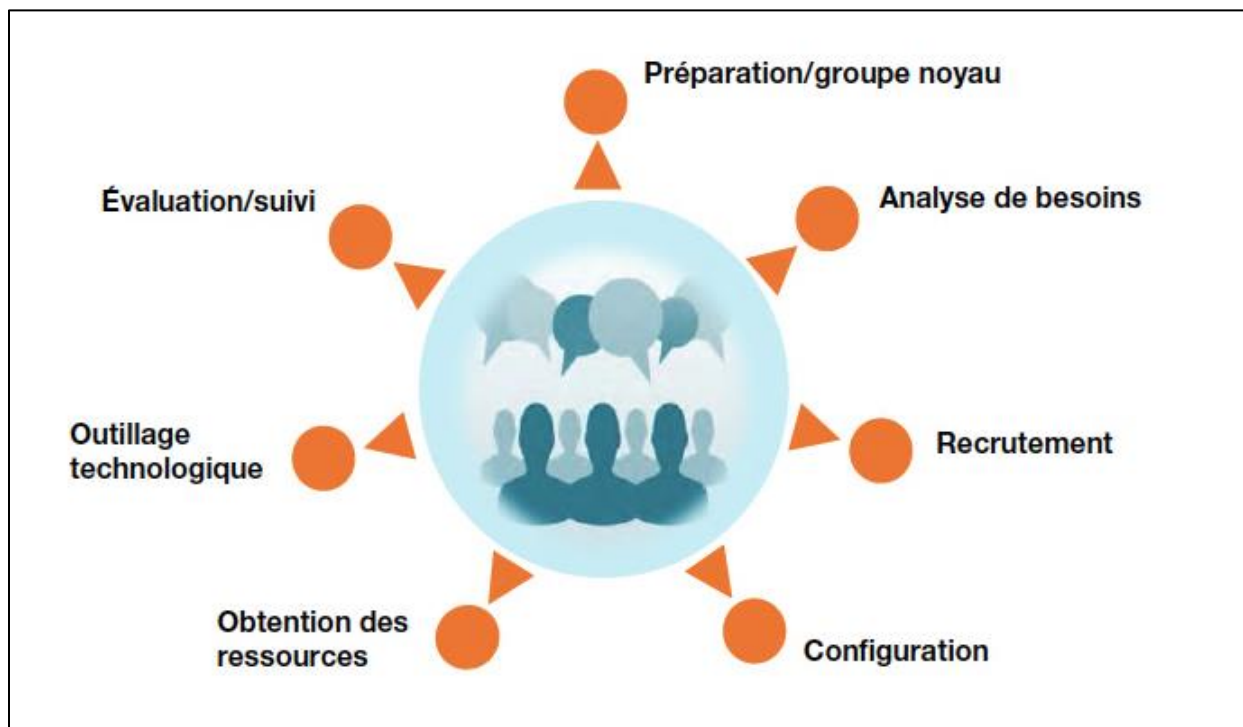 Préparation/groupe noyau
Analyse de besoins
Recrutement
Configuration
Obtention des
ressources
Outillage
technologique
Évaluation/suivi